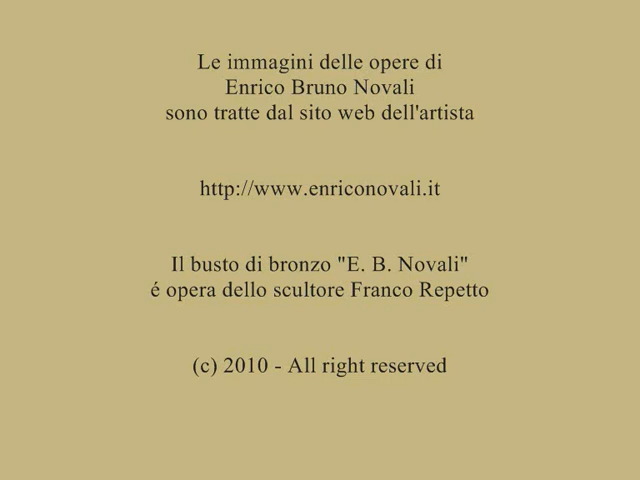 Le immagini delle opere di
Enrico Bruno Novali
sono tratte dal sito web dell'artista
http://www.enriconovali.it
Il busto di bronzo "E. B. Novali"
é opera dello scultore Franco Repetto
(c) 2010 - All right reserved